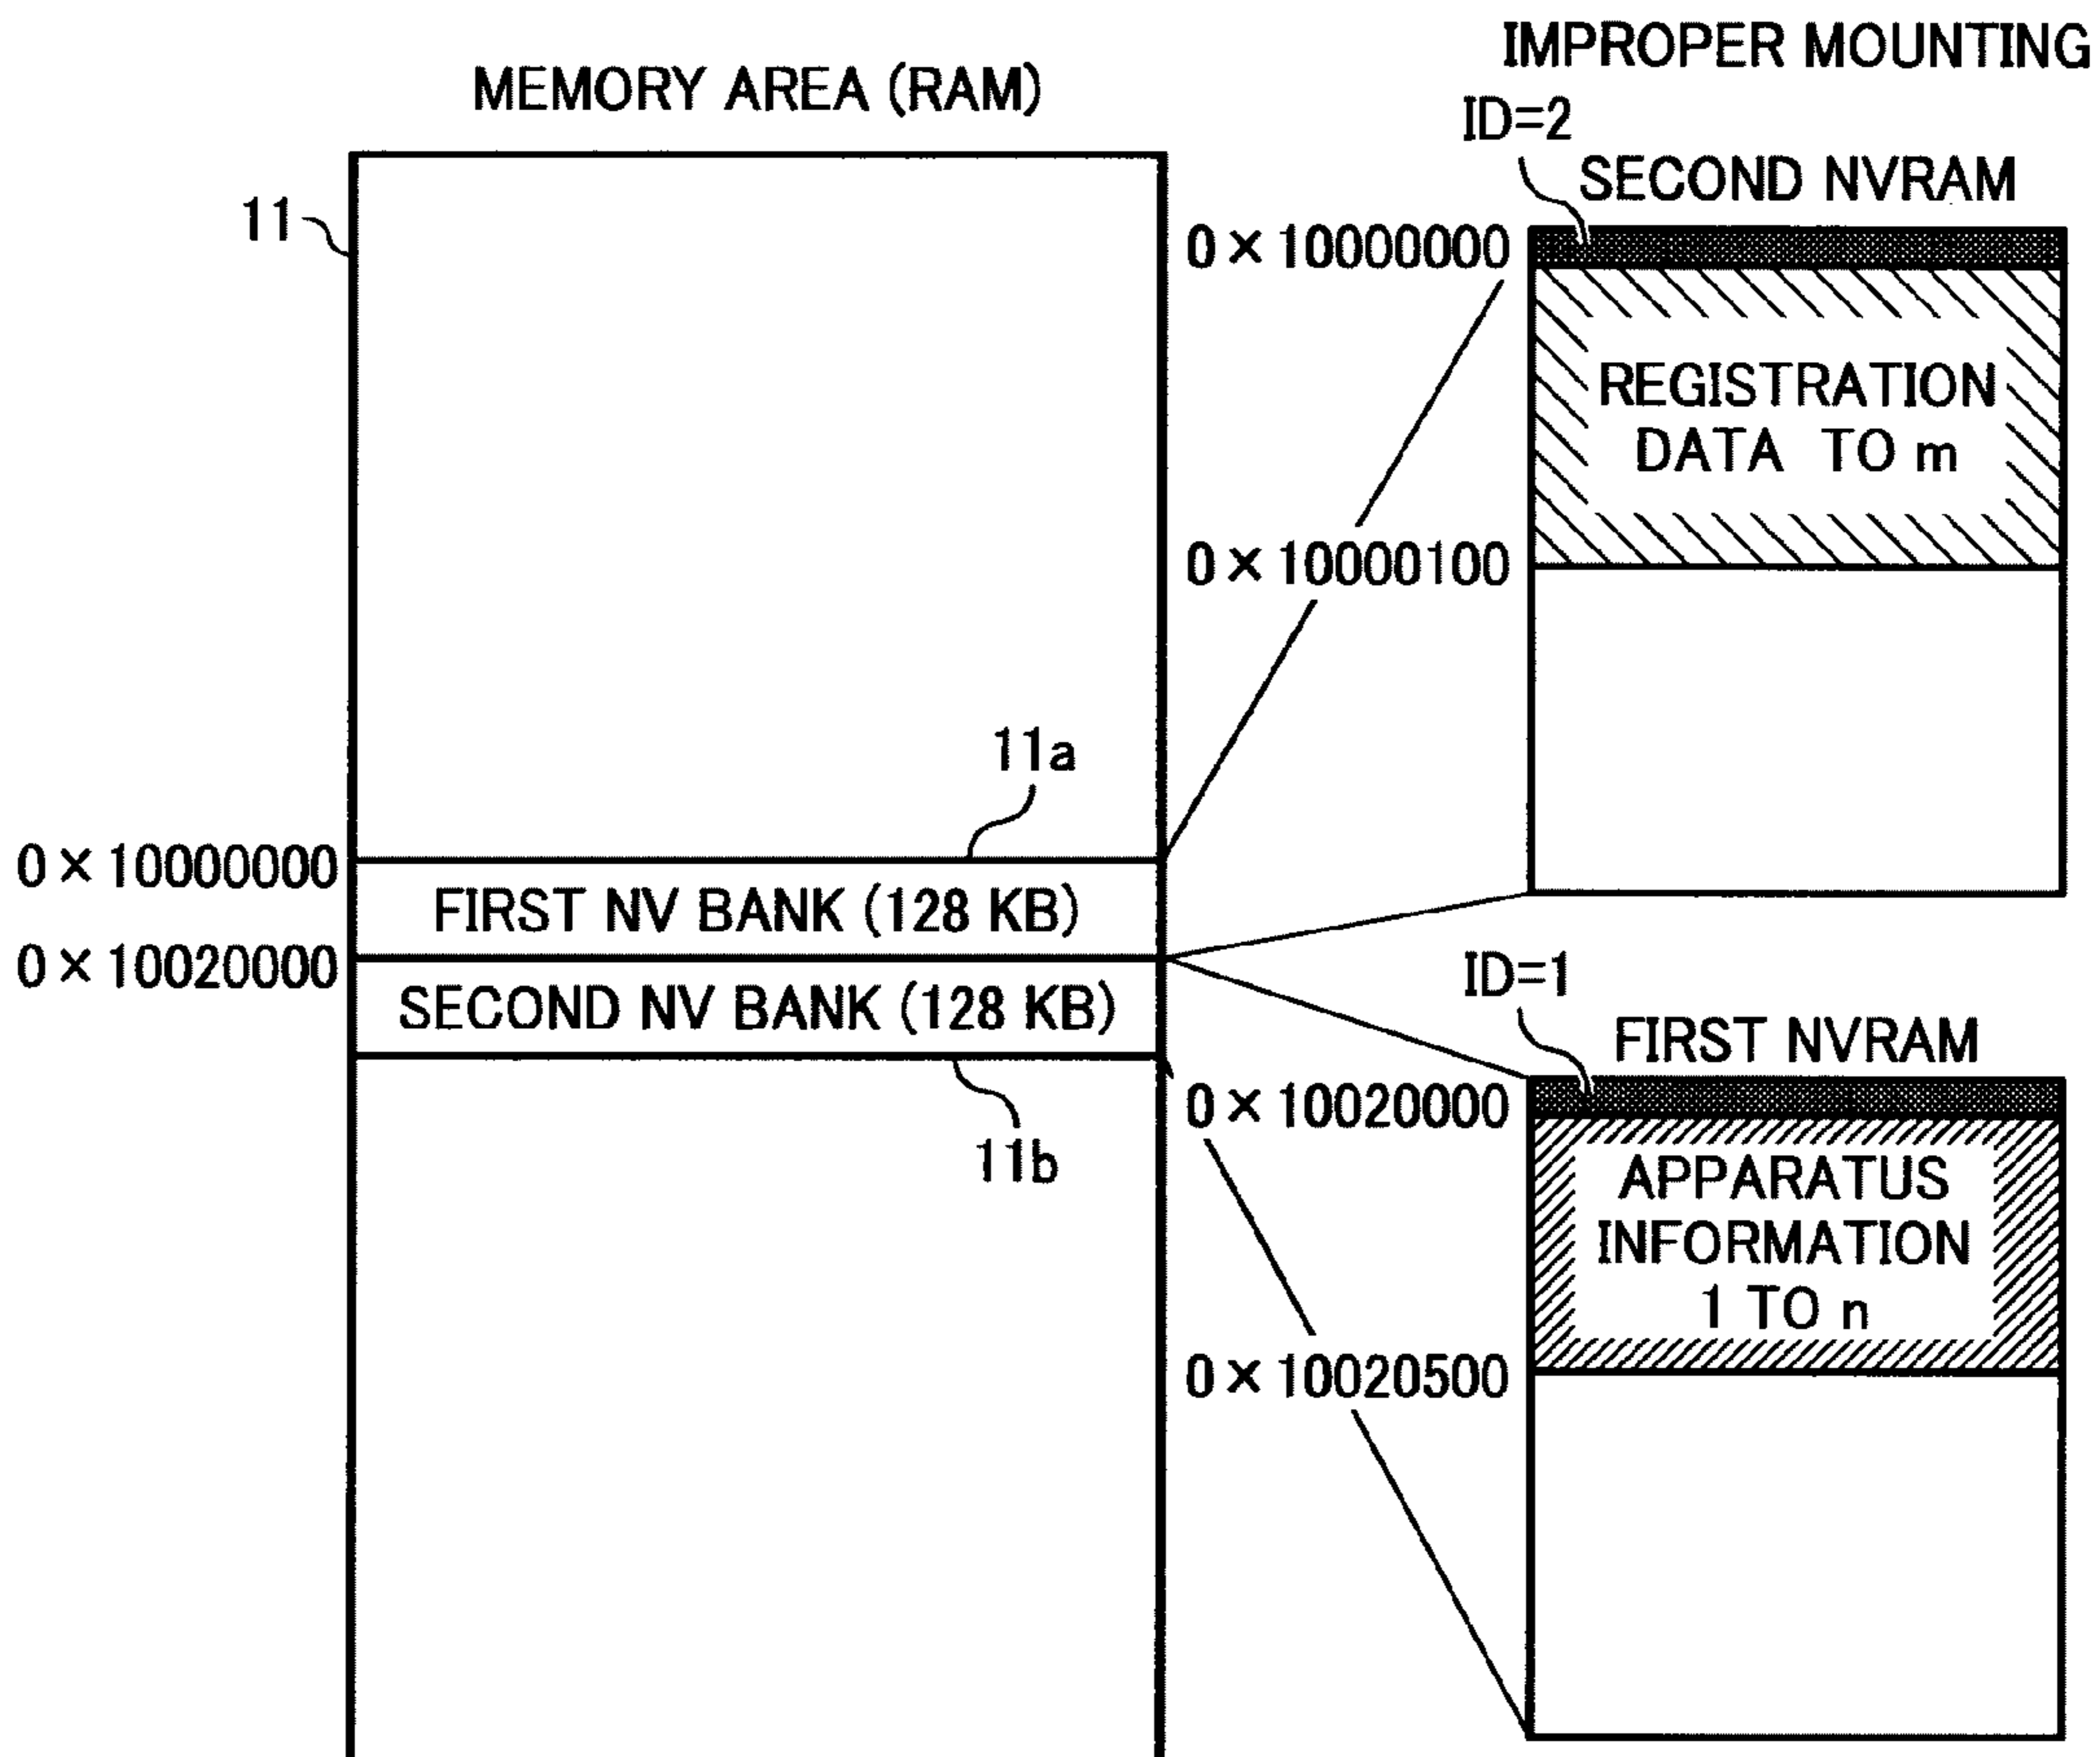 IMPROPER MOUNTING
MEMORY AREA (RAM)
ID=2
SECOND NVRAM
11
0×10000000
REGISTRATION
DATA TO m
0×10000100
11a
0×10000000
FIRST NV BANK (128 KB)
0×10020000
SECOND NV BANK (128 KB)
11b
ID=1
FIRST NVRAM
0×10020000
APPARATUS
INFORMATION
1 TO n
0×10020500